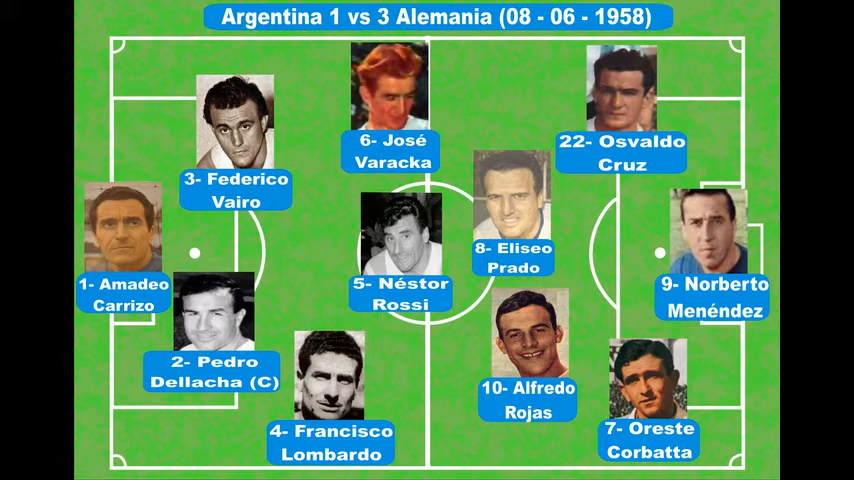 Argentina 1 vs 3 Alemania (08 - 06 - 1958)
6- José
Varacka
22- Osvaldo
Cruz
3- Federico
Vairo
8- Eliseo
Prado
1- Amadeo
Carrizo
5- Néstor
Rossi
9- Norberto
Menéndez
2- Pedro
Dellacha (C)
10- Alfredo
Rojas
4- Francisco
Lombardo
7- Oreste
Corbatta